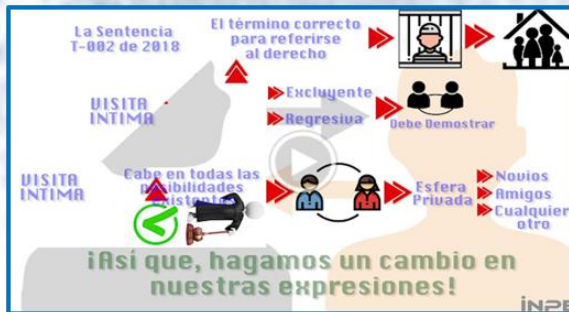 La Sentencia
T-002 de 2018
El término correcto
para referirse
al derecho
VISITA
INTIMA
Excluyente
Regresiva
Debe Demostrar
VISITA
INTIMA
Cabe en todas las
posibilidades
existentes
Esfera
Privada
Novios
Amigos
Cualquier
otro
¡Así que, hagamos un cambio en
nuestras expresiones!
INPE